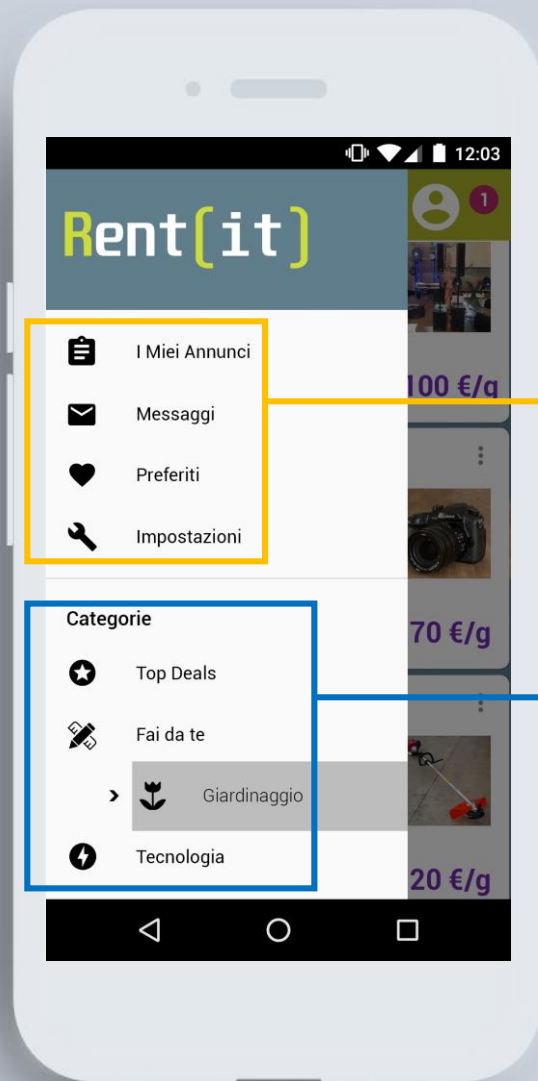 12:03
Rent(it)
1
I Miei Annunci
100 €/g
Messaggi
Preferiti
Impostazioni
Categorie
70 €/g
Top Deals
Fai da te
Giardinaggio
Tecnologia
20 €/g